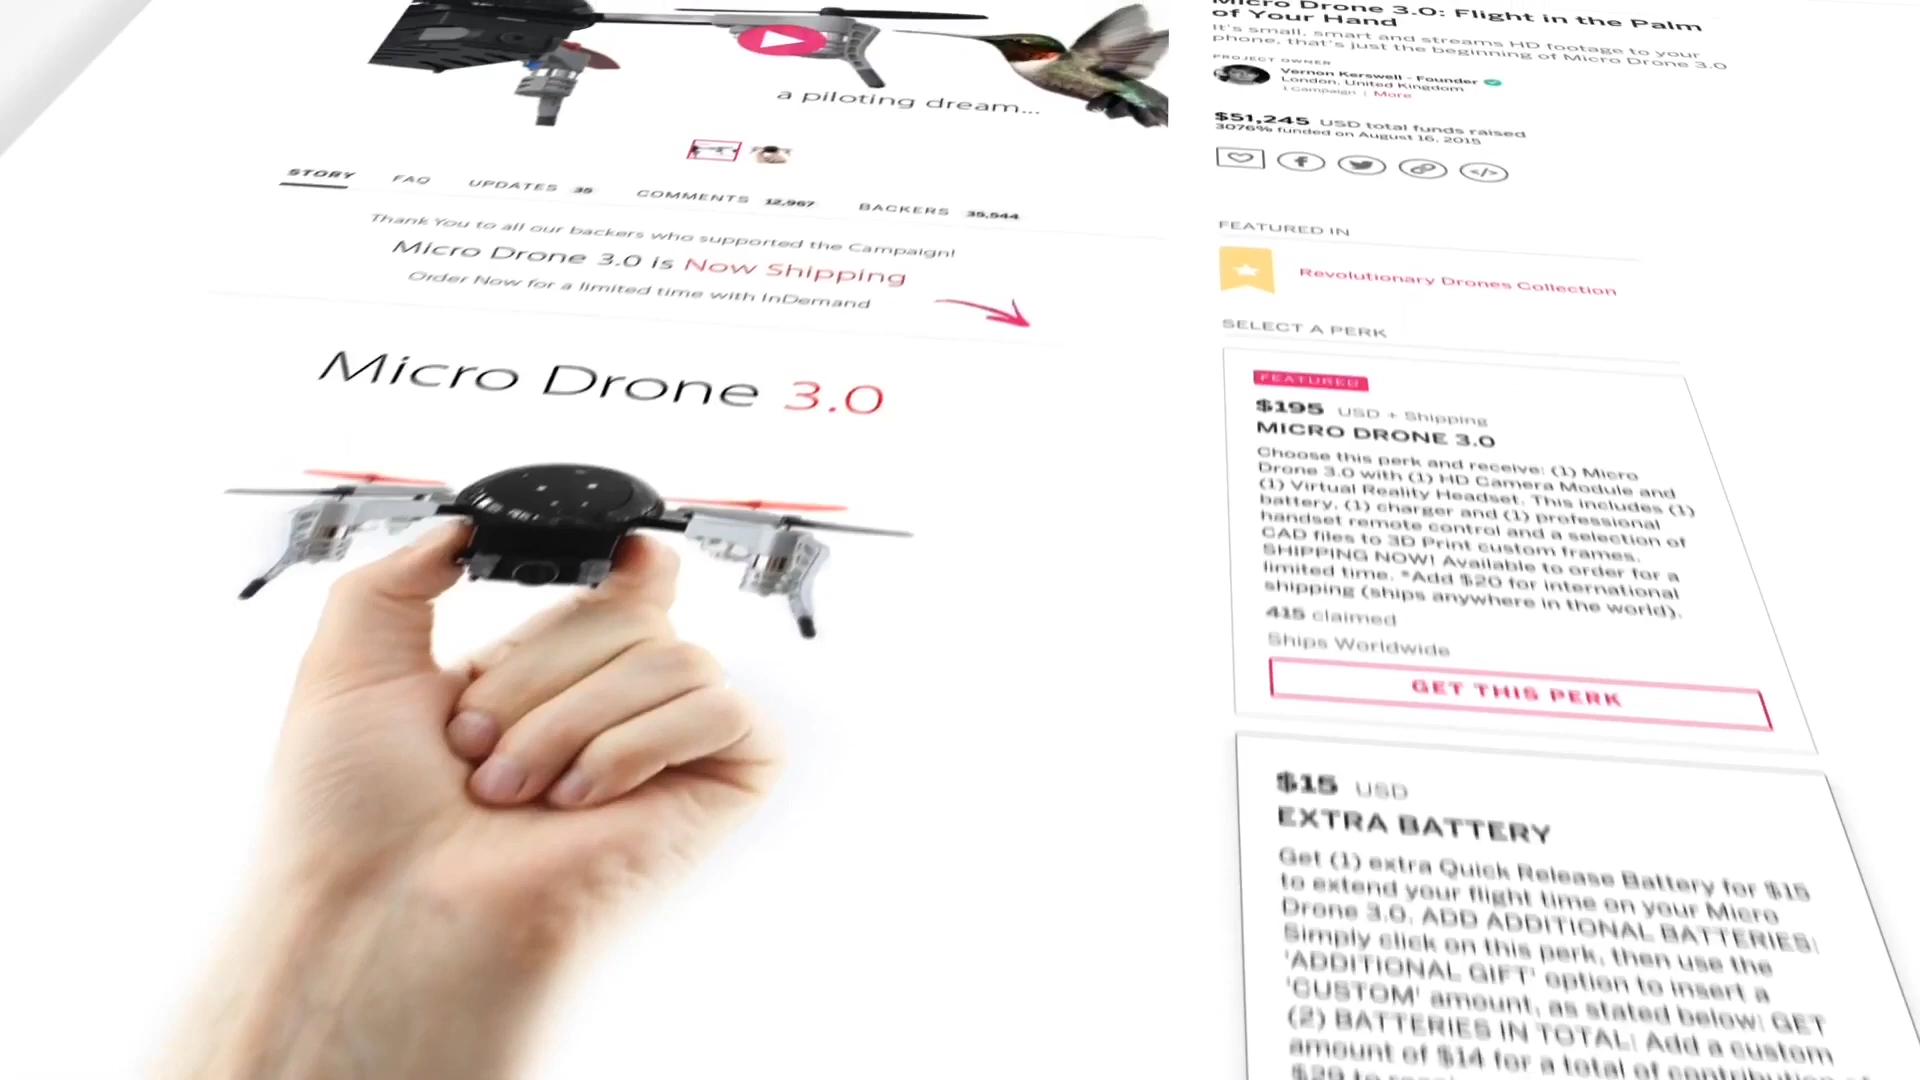 a piloting dream...
STORY FAQ UPDATES 35 COMMENTS 12,967 BACKERS 35,544
Thank You to all our backers who supported the Campaign!
Micro Drone 3.0 is Now Shipping
Order Now for a limited time with InDemand
Micro Drone 3.0
Micro Drone 3.0: Flight in the Palm
of Your Hand
It's small, smart and streams HD footage to your
phone, that's just the beginning of Micro Drone 3.0
PROJECT OWNER
Vernon Kerswell - Founder
London, United Kingdom
1 Campaign | More
$51,245 USD total funds raised
3076% funded on August 16, 2015
FEATURED IN
Revolutionary Drones Collection
SELECT A PERK
FEATURED
$195 USD + Shipping
MICRO DRONE 3.0
Choose this perk and receive: (1) Micro
Drone 3.0 with (1) HD Camera Module and
(1) Virtual Reality Headset. This includes (1)
battery, (1) charger and (1) professional
handset remote control and a selection of
CAD files to 3D Print custom frames.
SHIPPING NOW! Available to order for a
limited time. *Add $20 for international
shipping (ships anywhere in the world).
415 claimed
Ships Worldwide
GET THIS PERK
$15 USD
EXTRA BATTERY
Get (1) extra Quick Release Battery for $15
to extend your flight time on your Micro
Drone 3.0. ADD ADDITIONAL BATTERIES:
Simply click on this perk, then use the
'ADDITIONAL GIFT' option to insert a
'CUSTOM' amount, as stated below: GET
(2) BATTERIES IN TOTAL: Add a custom
amount of $14 for a total of contribution of
$29 to